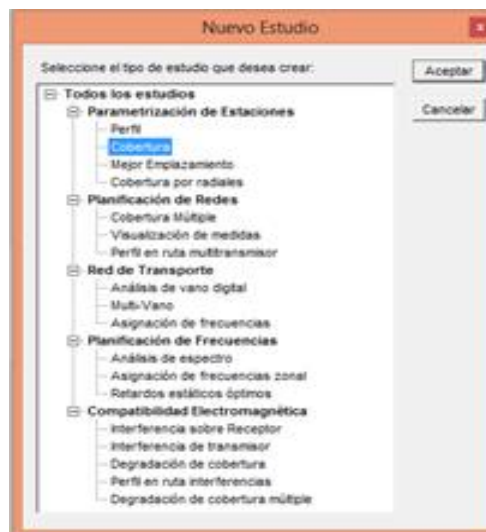 Nuevo Estudio
x
Seleccione el tipo de estudio que desea crear:
Aceptar
Todos los estudios
Parametrización de Estaciones
Cancelar
Perfil
Cobertura
Mejor Emplazamiento
Cobertura por radiales
Planificación de Redes
Cobertura Múltiple
Visualización de medidas
Perfil en ruta multitransmisor
Red de Transporte
Análisis de vano digital
Multi-Vano
Asignación de frecuencias
Planificación de Frecuencias
Análisis de espectro
Asignación de frecuencias zonal
Retardos estáticos óptimos
Compatibilidad Electromagnética
Interferencia sobre Receptor
Interferencia de transmisor
Degradación de cobertura
Perfil en ruta interferencias
Degradación de cobertura múltiple